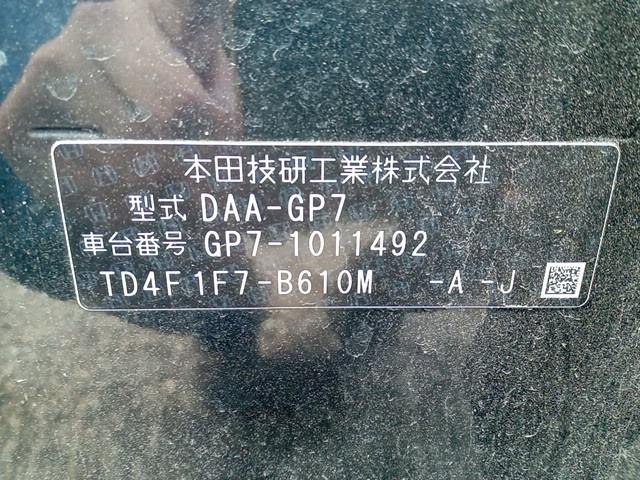 本田技研工業株式会社
型式 DAA-GP7
車台番号 GP7-1011492
TD4F1F7-B610M -A -J